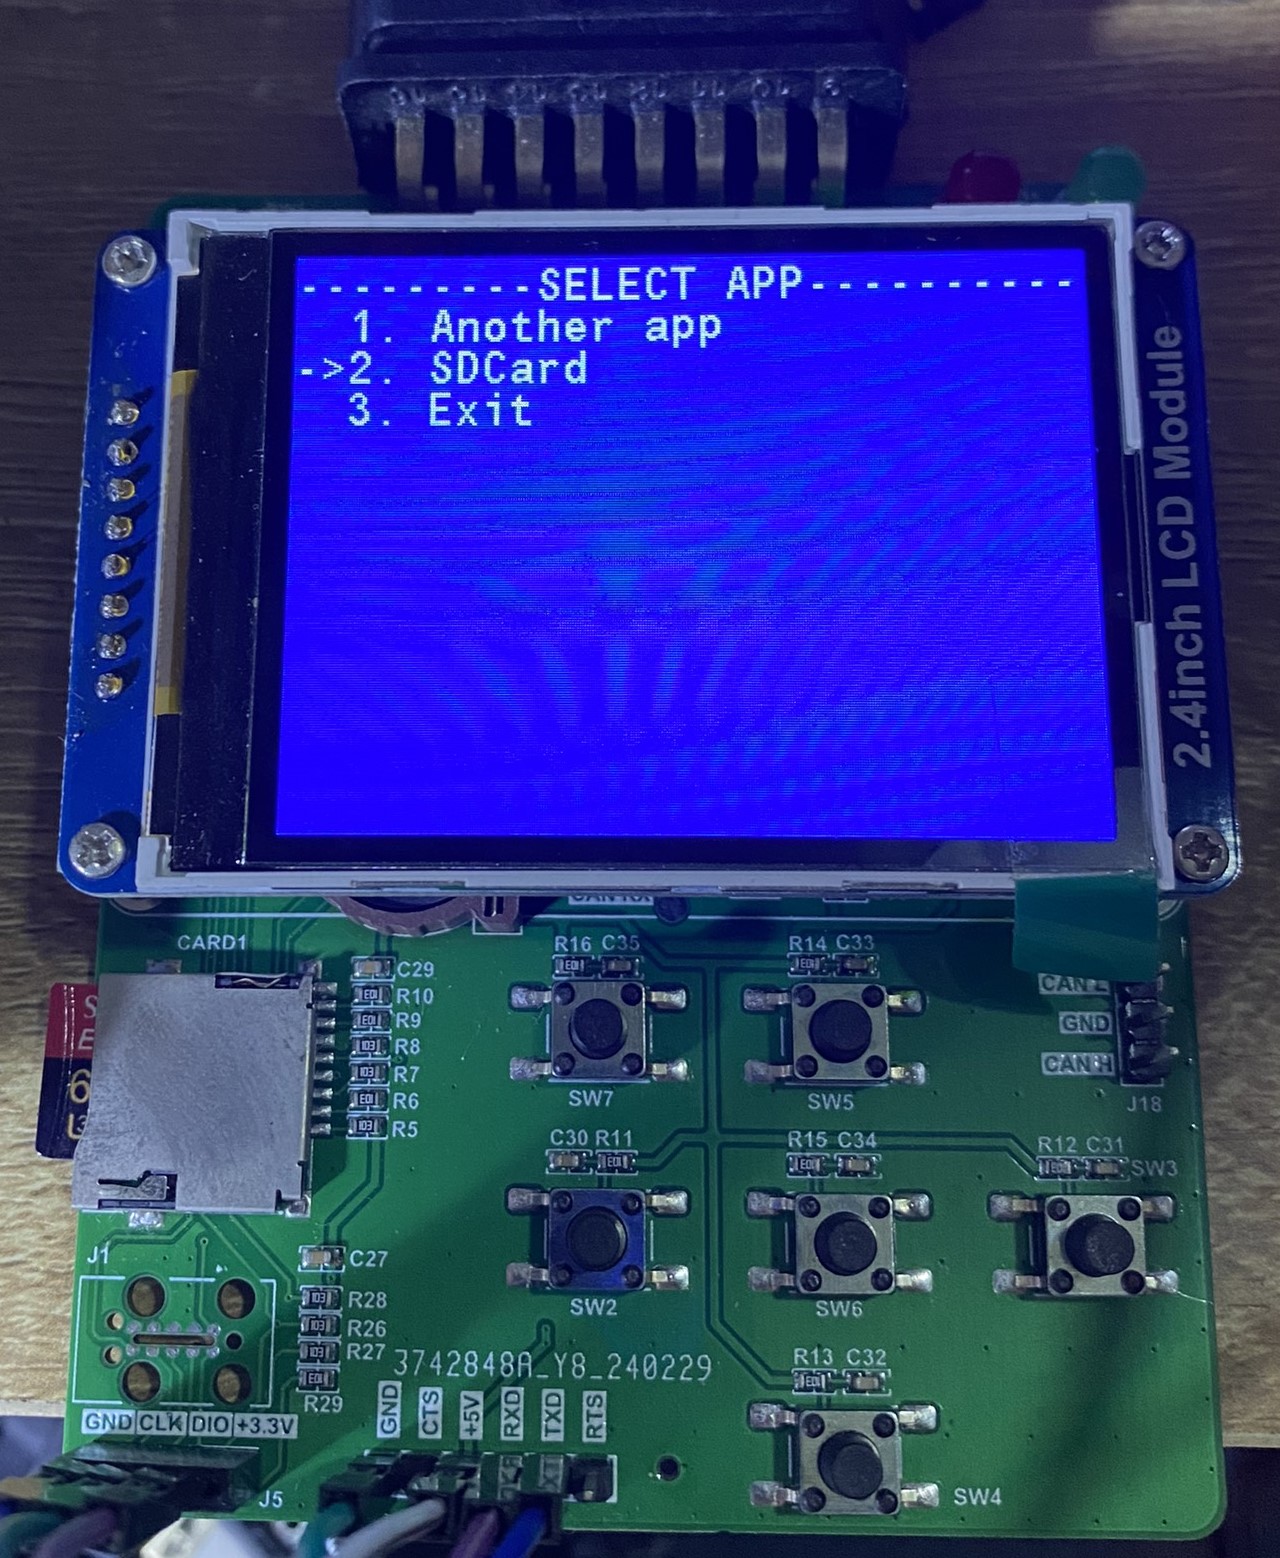 ---------SELECT APP----------
1. Another app
->2. SDCard
3. Exit
2.4inch LCD Module
CARD1
C29
R10
R9
R8
R7
R6
R5
R16 C35
SW7
R14 C33
SW5
CAN L
GND
CAN H
J18
C30 R11
SW2
R15 C34
SW6
R12 C31
SW3
J1
C27
R28
R26
R27
R29
3742848A_Y8_240229
R13 C32
SW4
GND CLK DIO +3.3V
J5
GND
CTS
+5V
RXD
TXD
RTS